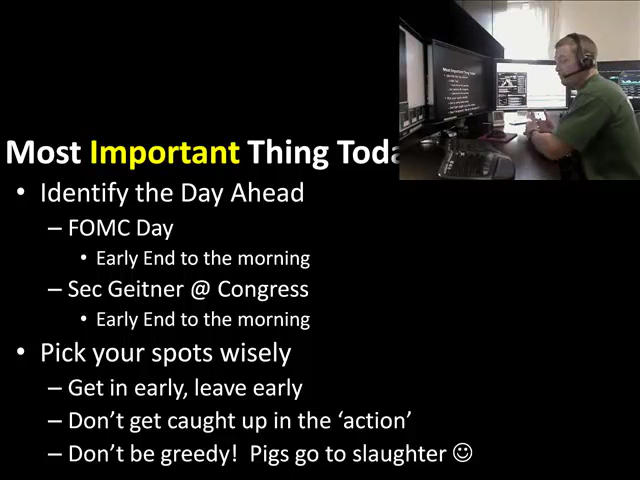 Most Important Thing Toda
• Identify the Day Ahead
– FOMC Day
• Early End to the morning
– Sec Geitner @ Congress
• Early End to the morning
• Pick your spots wisely
– Get in early, leave early
– Don't get caught up in the 'action'
– Don't be greedy!  Pigs go to slaughter ☺